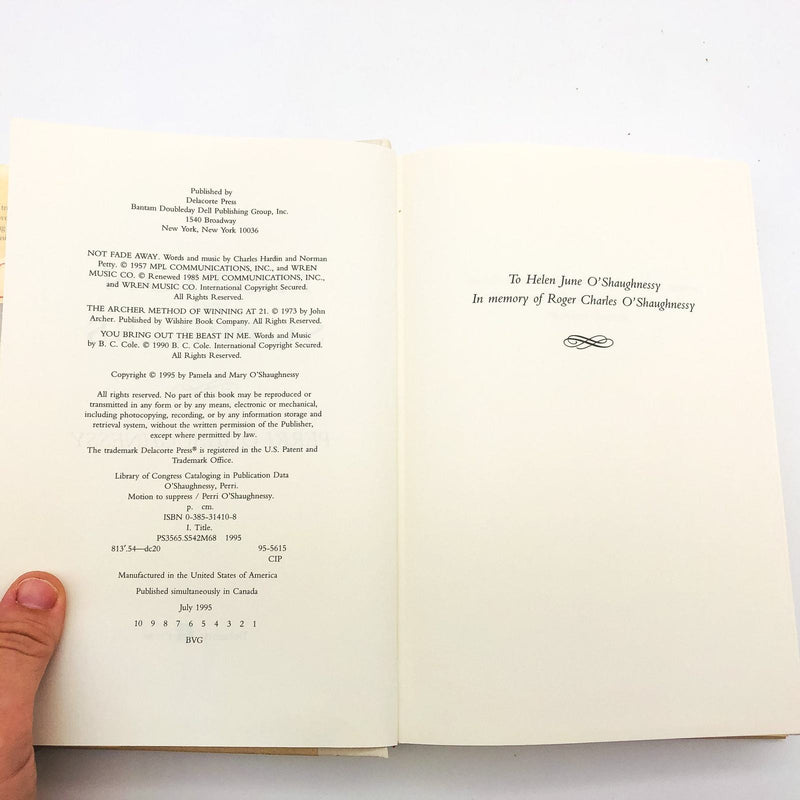 Published by
Delacorte Press
Bantam Doubleday Dell Publishing Group, Inc.
1540 Broadway
New York, New York 10036
NOT FADE AWAY. Words and music by Charles Hardin and Norman
Petty. © 1957 MPL COMMUNICATIONS, INC., and WREN
MUSIC CO. © Renewed 1985 MPL COMMUNICATIONS, INC.,
and WREN MUSIC CO. International Copyright Secured.
All Rights Reserved.
THE ARCHER METHOD OF WINNING AT 21. © 1973 by John
Archer. Published by Wilshire Book Company. All Rights Reserved.
YOU BRING OUT THE BEAST IN ME. Words and Music
by B. C. Cole. © 1990 B. C. Cole. International Copyright Secured.
All Rights Reserved.
Copyright © 1995 by Pamela and Mary O'Shaughnessy
All rights reserved. No part of this book may be reproduced or
transmitted in any form or by any means, electronic or mechanical,
including photocopying, recording, or by any information storage and
retrieval system, without the written permission of the Publisher,
except where permitted by law.
The trademark Delacorte Press® is registered in the U.S. Patent and
Trademark Office.
Library of Congress Cataloging in Publication Data
O'Shaughnessy, Perri.
Motion to suppress / Perri O'Shaughnessy.
p. cm.
ISBN 0-385-31410-8
I. Title.
PS3565.S542M68 1995
813'.54—dc20 95-5615
CIP
Manufactured in the United States of America
Published simultaneously in Canada
July 1995
10 9 8 7 6 5 4 3 2 1
BVG
To Helen June O'Shaughnessy
In memory of Roger Charles O'Shaughnessy